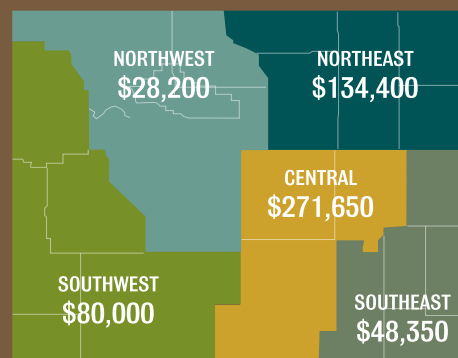 NORTHWEST
$28,200
NORTHEAST
$134,400
CENTRAL
$271,650
SOUTHWEST
$80,000
SOUTHEAST
$48,350